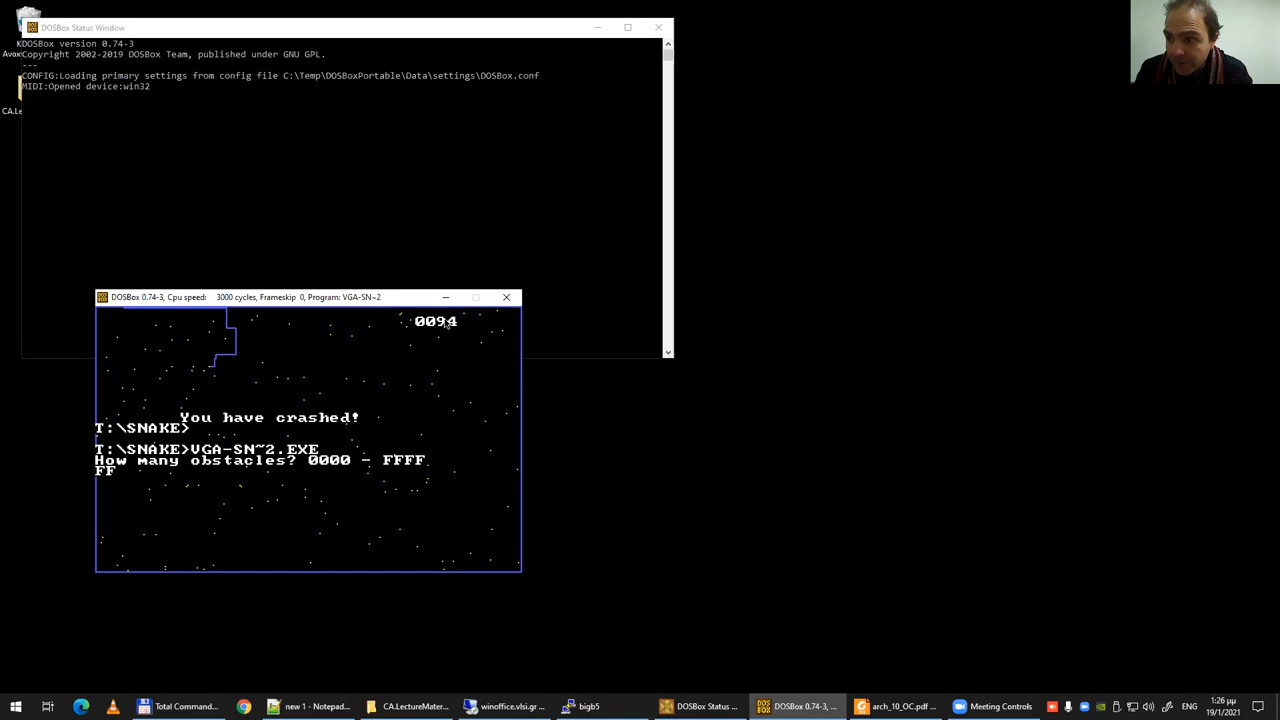 DOSBox Status Window
DOSBox version 0.74-3
Copyright 2002-2019 DOSBox Team, published under GNU GPL.
---
CONFIG:Loading primary settings from config file C:\Temp\DOSBoxPortable\Data\settings\DOSBox.conf
MIDI:Opened device:win32
CA.Le
DOSBox 0.74-3, Cpu speed: 3000 cycles, Frameskip 0, Program: VGA-SN~2
0094
You have crashed!
T:\SNAKE>
T:\SNAKE>VGA-SN~2.EXE
How many obstacles? 0000 - FFFF
FF
Total Command...
new 1 - Notepad...
CA.LectureMater...
winoffice.vlsi.gr ...
bigb5
DOSBox Status ...
DOSBox 0.74-3, ...
arch_10_OC.pdf ...
Meeting Controls
ENG
1:26 μμ
19/1/2021